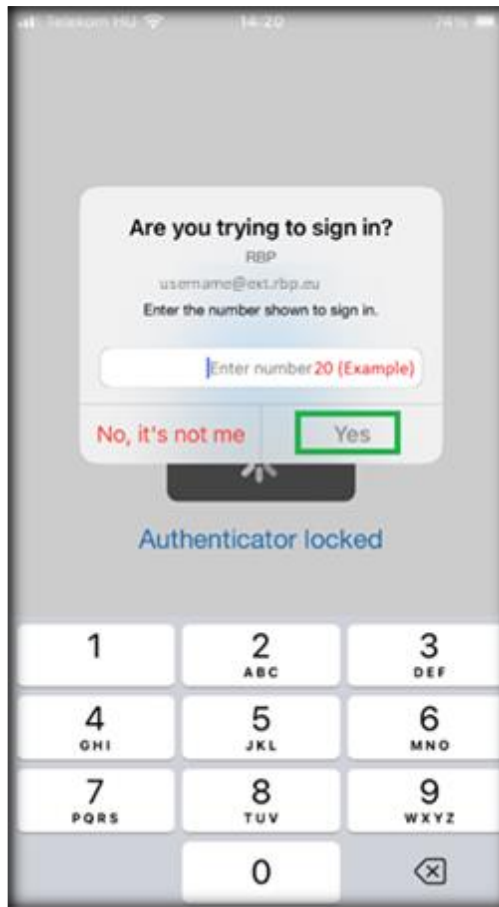 Telekom HU 14:20 74%
Are you trying to sign in?
RBP
username@ext.rbp.eu
Enter the number shown to sign in.
Enter number 20 (Example)
No, it's not me Yes
Authenticator locked
1 2 3
ABC DEF
4 5 6
GHI JKL MNO
7 8 9
PQRS TUV WXYZ
0